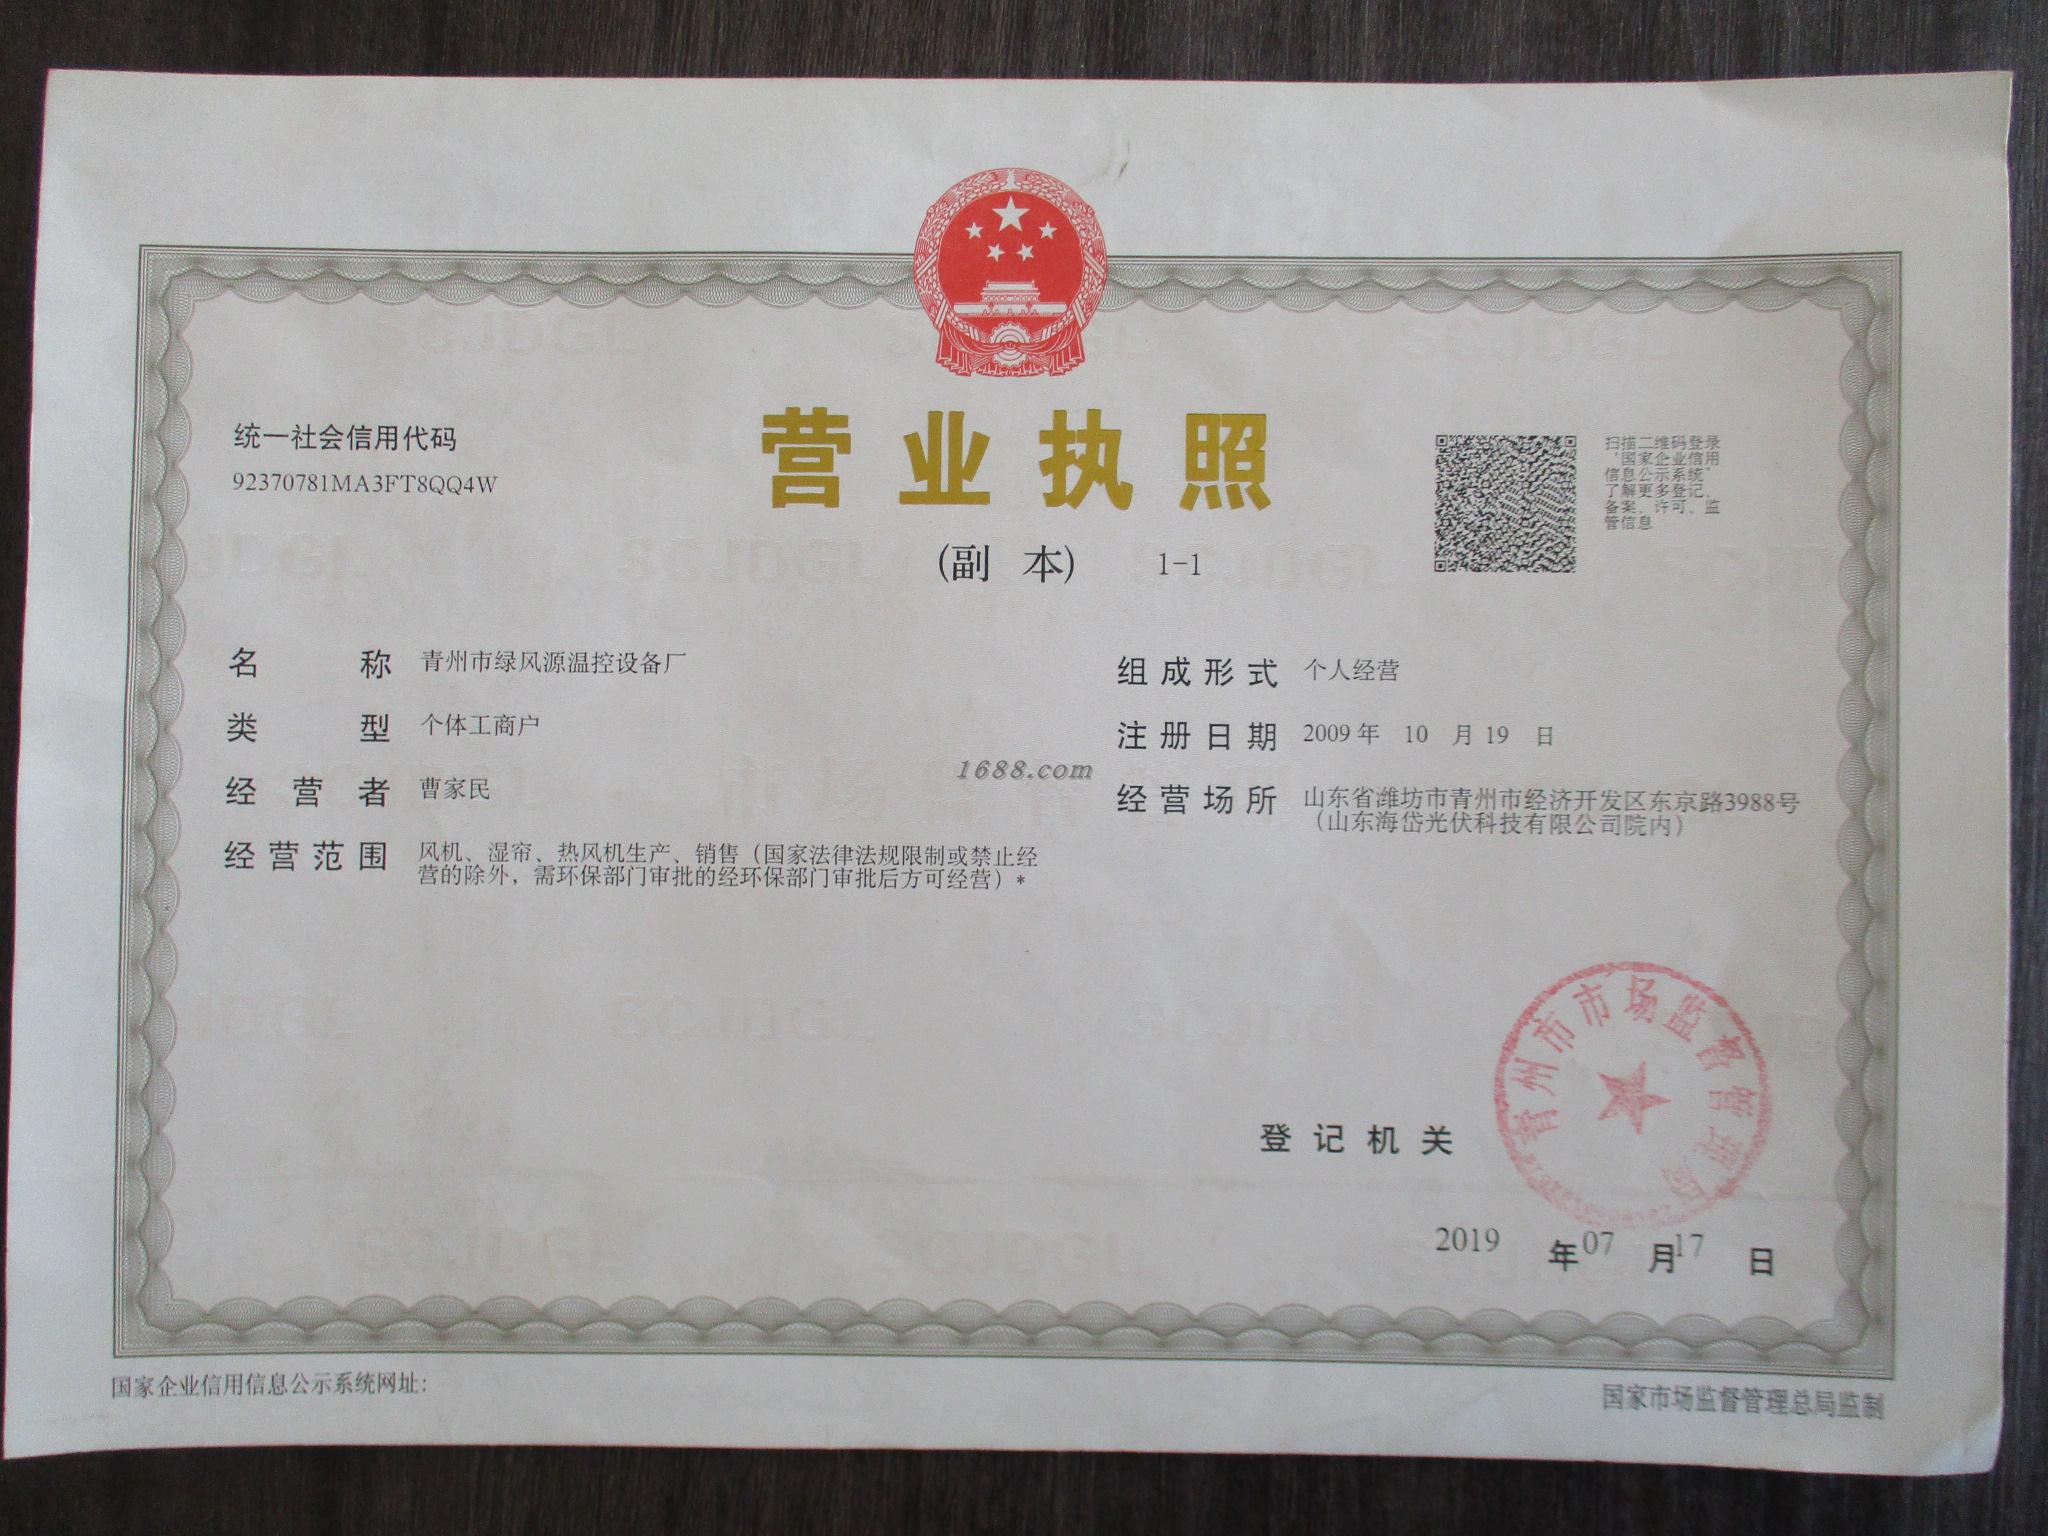 统一社会信用代码
92370781MA3FT8QQ4W
营业执照
(副 本) 1-1
扫描二维码登录
“国家企业信用
信息公示系统”
了解更多登记、
备案、许可、监
管信息
名 称 青州市绿风源温控设备厂
类 型 个体工商户
经 营 者 曹家民
经营范围 风机、湿帘、热风机生产、销售（国家法律法规限制或禁止经
营的除外，需环保部门审批的经环保部门审批后方可经营）*
组成形式 个人经营
注册日期 2009 年 10 月 19 日
经营场所 山东省潍坊市青州市经济开发区东京路3988号
（山东海岱光伏科技有限公司院内）
1688.com
登记机关
青州市市场监督管理局
2019 年 07 月 17 日
国家企业信用信息公示系统网址：
国家市场监督管理总局监制